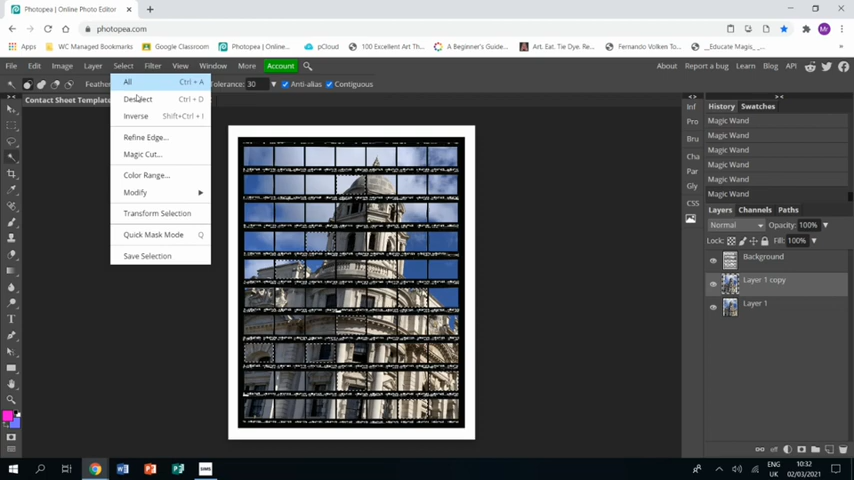 Photopea | Online Photo Editor
photopea.com
Apps
WC Managed Bookmarks
Google Classroom
Photopea | Online...
pCloud
100 Excellent Art Th...
A Beginner's Guide...
Art. Eat. Tie Dye. Re...
Fernando Volken To...
__Educate Magis_-_...
File Edit Image Layer Select Filter View Window More Account
About Report a bug Learn Blog API
Feather
Tolerance: 30 Anti-alias Contiguous
Contact Sheet Templat
All Ctrl + A
Deselect Ctrl + D
Inverse Shift+Ctrl + I
Refine Edge...
Magic Cut...
Color Range...
Modify
Transform Selection
Quick Mask Mode Q
Save Selection
Inf
Pro
Bru
Cha
Par
Gly
CSS
History Swatches
Magic Wand
Magic Wand
Magic Wand
Magic Wand
Magic Wand
Layers Channels Paths
Normal Opacity: 100%
Lock: Fill: 100%
Background
Layer 1 copy
Layer 1
T
SIMS
ENG
UK
10:32
02/03/2021